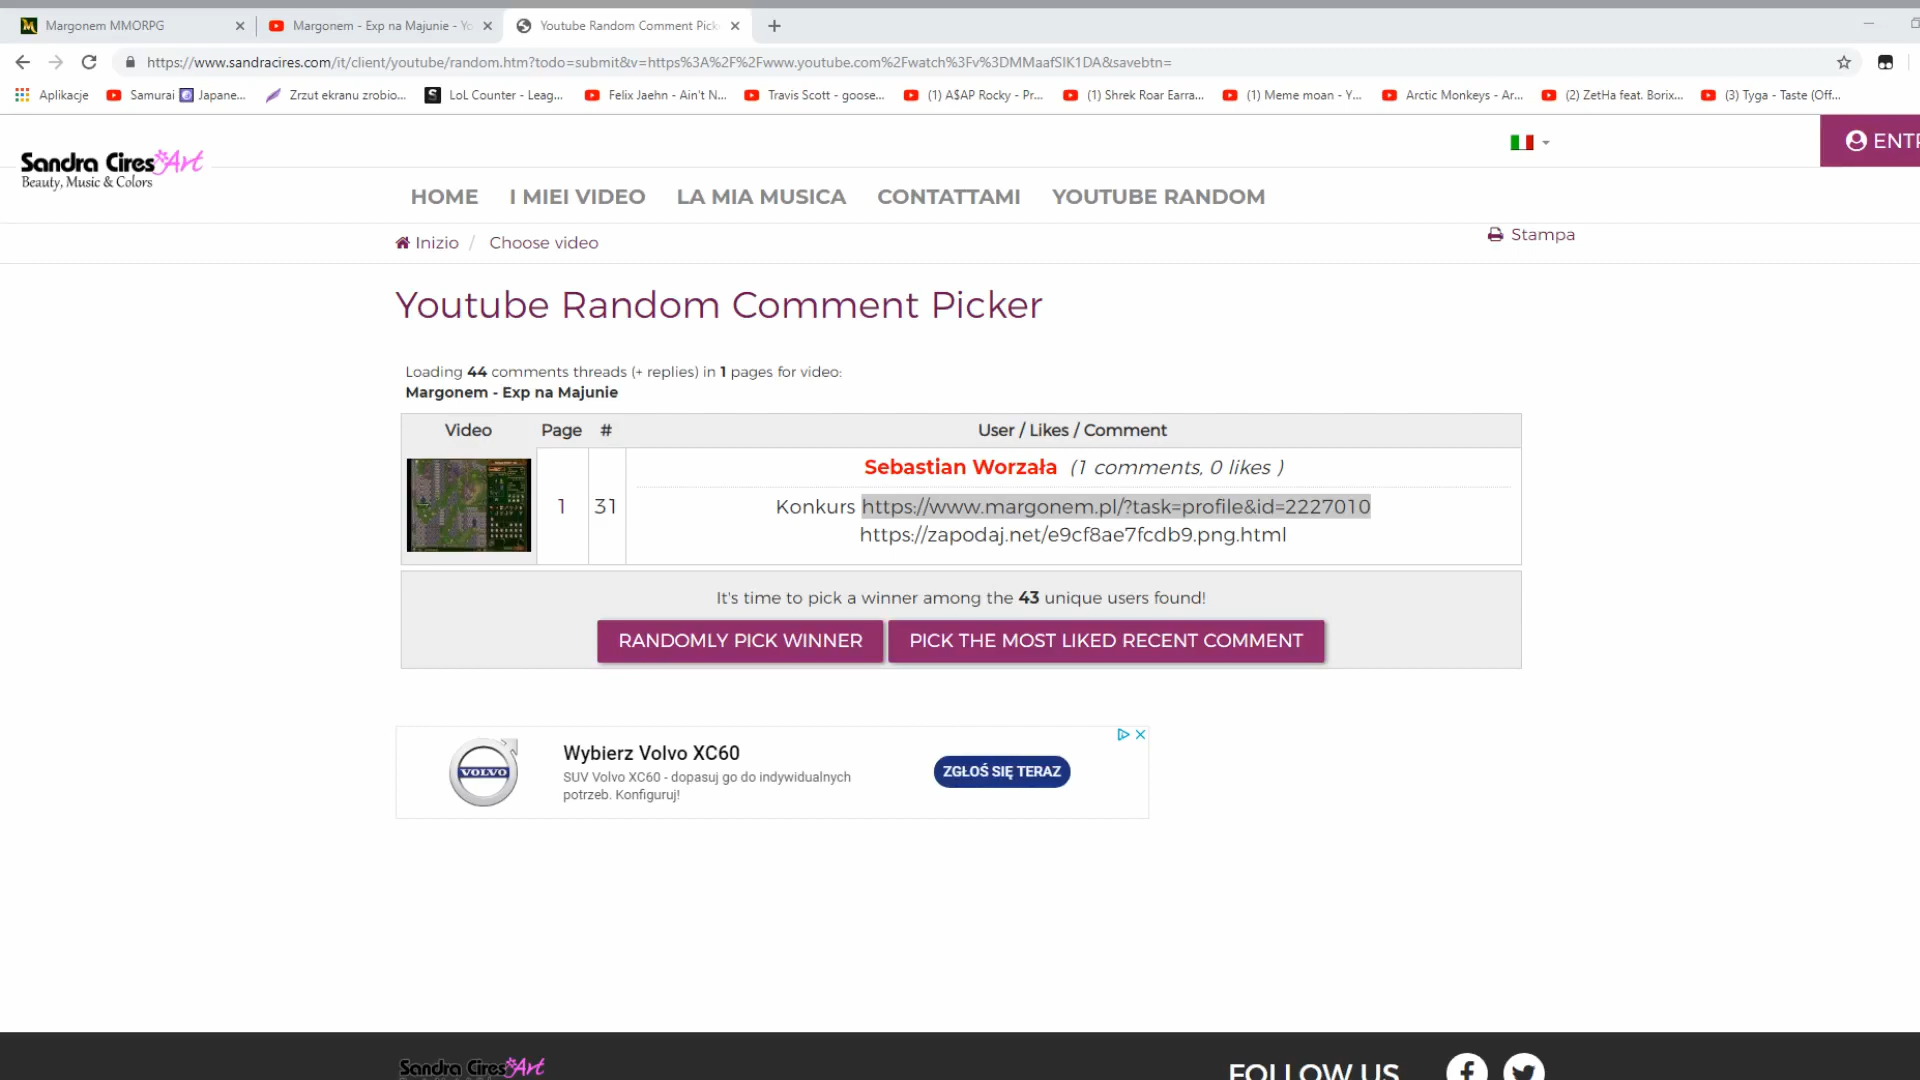 Margonem MMORPG
Margonem - Exp na Majunie - Yo
Youtube Random Comment Pick
https://www.sandracires.com/it/client/youtube/random.htm?todo=submit&v=https%3A%2F%2Fwww.youtube.com%2Fwatch%3Fv%3DMMaafSlK1DA&savebtn=
Aplikacje
Samurai
Japane...
Zrzut ekranu zrobio...
LoL Counter - Leag...
Felix Jaehn - Ain't N...
Travis Scott - goose...
(1) A$AP Rocky - Pr...
(1) Shrek Roar Earra...
(1) Meme moan - Y...
Arctic Monkeys - Ar...
(2) ZetHa feat. Borix...
(3) Tyga - Taste (Off...
ENTR
Sandra Cires Art
Beauty, Music & Colors
HOME I MIEI VIDEO LA MIA MUSICA CONTATTAMI YOUTUBE RANDOM
Inizio / Choose video
Stampa
Youtube Random Comment Picker
Loading 44 comments threads (+ replies) in 1 pages for video:
Margonem - Exp na Majunie
Video Page # User / Likes / Comment
Sebastian Worzała (1 comments, 0 likes )
1 31
Konkurs https://www.margonem.pl/?task=profile&id=2227010
https://zapodaj.net/e9cf8ae7fcdb9.png.html
It's time to pick a winner among the 43 unique users found!
RANDOMLY PICK WINNER
PICK THE MOST LIKED RECENT COMMENT
VOLVO
Wybierz Volvo XC60
SUV Volvo XC60 - dopasuj go do indywidualnych
potrzeb. Konfiguruj!
ZGŁOŚ SIĘ TERAZ
Sandra Cires Art
FOLLOW US